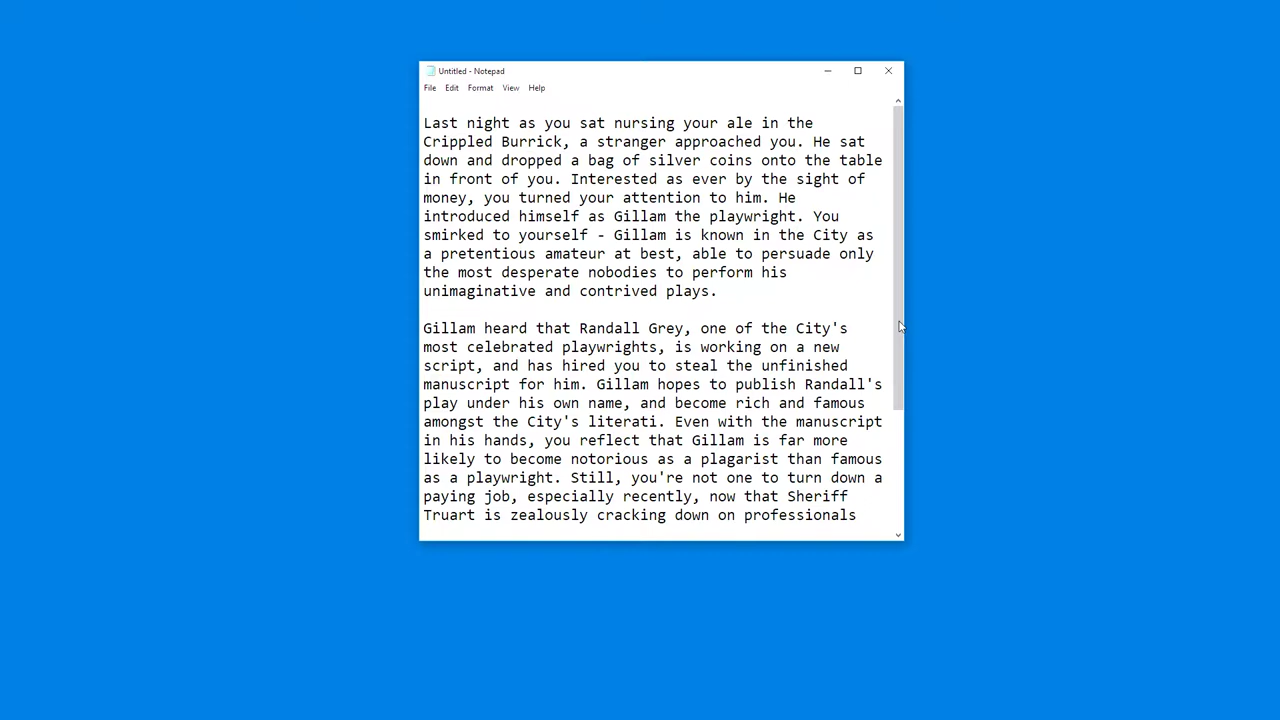 Untitled - Notepad
File Edit Format View Help
Last night as you sat nursing your ale in the
Crippled Burrick, a stranger approached you. He sat
down and dropped a bag of silver coins onto the table
in front of you. Interested as ever by the sight of
money, you turned your attention to him. He
introduced himself as Gillam the playwright. You
smirked to yourself - Gillam is known in the City as
a pretentious amateur at best, able to persuade only
the most desperate nobodies to perform his
unimaginative and contrived plays.
Gillam heard that Randall Grey, one of the City's
most celebrated playwrights, is working on a new
script, and has hired you to steal the unfinished
manuscript for him. Gillam hopes to publish Randall's
play under his own name, and become rich and famous
amongst the City's literati. Even with the manuscript
in his hands, you reflect that Gillam is far more
likely to become notorious as a plagarist than famous
as a playwright. Still, you're not one to turn down a
paying job, especially recently, now that Sheriff
Truart is zealously cracking down on professionals